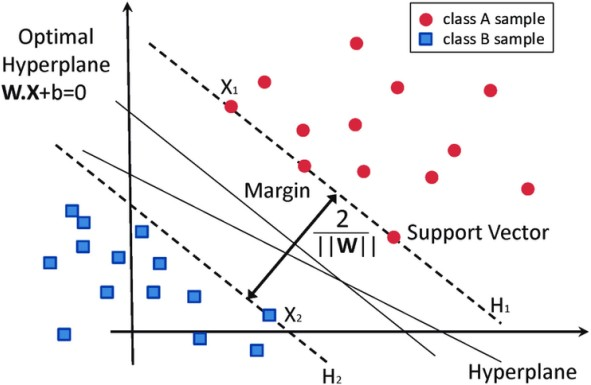 class A sample
class B sample
Optimal
Hyperplane
W.X+b=0
X₁
Margin
2
||W||
Support Vector
X₂
H₁
H₂
Hyperplane